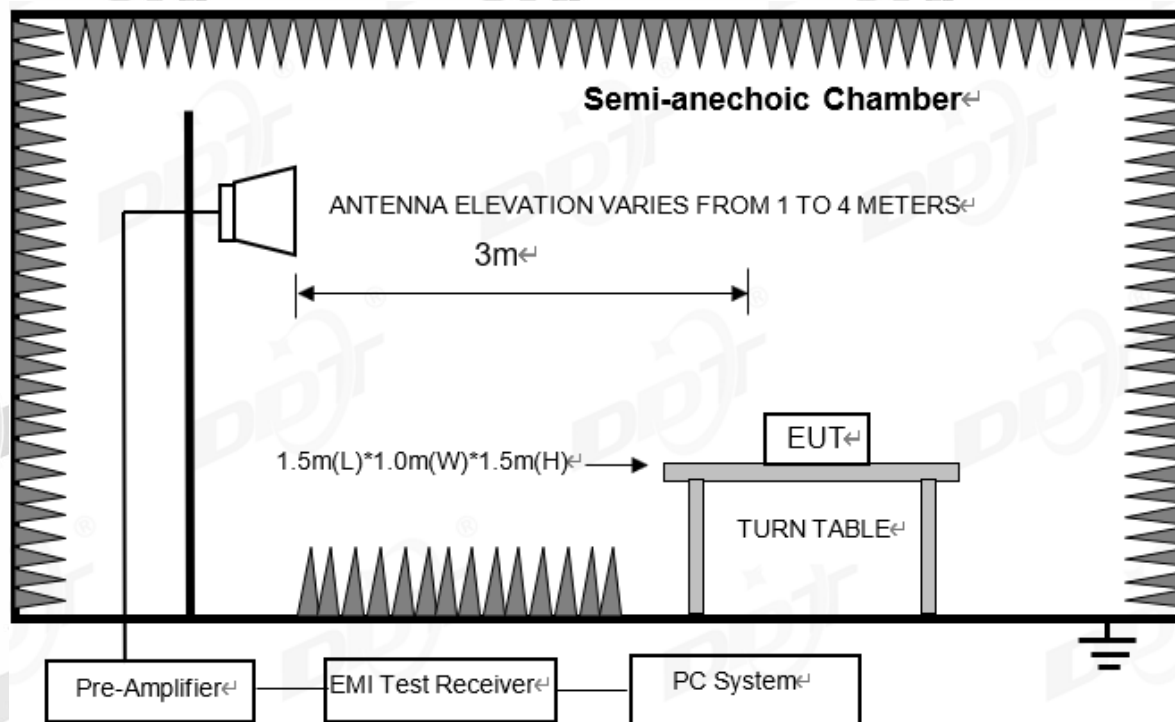 Semi-anechoic Chamber↵
ANTENNA ELEVATION VARIES FROM 1 TO 4 METERS↵
3m↵
EUT↵
1.5m(L)*1.0m(W)*1.5m(H)↵
TURN TABLE↵
Pre-Amplifier↵
EMI Test Receiver↵
PC System↵
DDT®